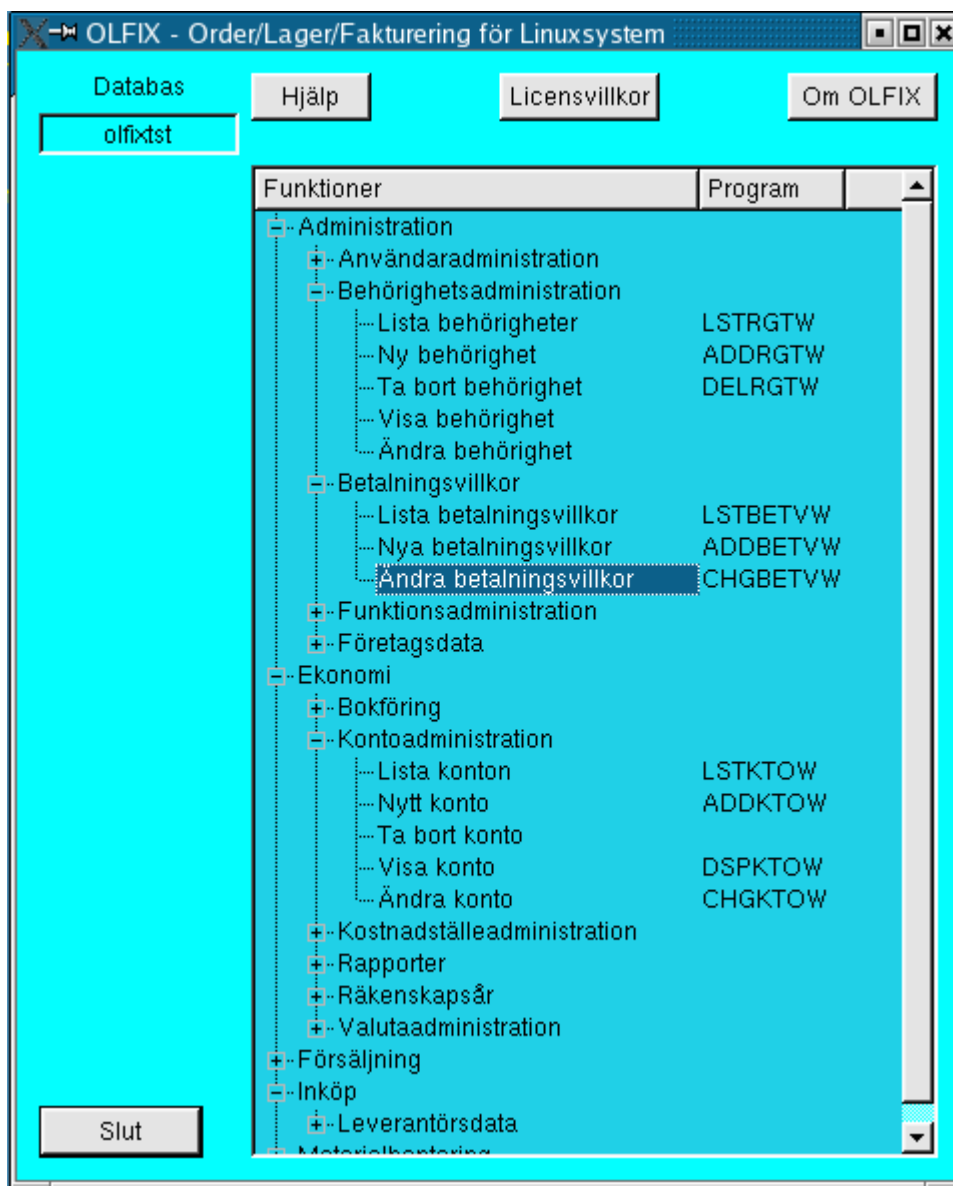 OLFIX - Order/Lager/Fakturering för Linuxsystem
Databas
olfixtst
Hjälp
Licensvillkor
Om OLFIX
Funktioner Program
Administration
Användaradministration
Behörighetsadministration
Lista behörigheter LSTRGTW
Ny behörighet ADDRGTW
Ta bort behörighet DELRGTW
Visa behörighet
Ändra behörighet
Betalningsvillkor
Lista betalningsvillkor LSTBETVW
Nya betalningsvillkor ADDBETVW
Ändra betalningsvillkor CHGBETVW
Funktionsadministration
Företagsdata
Ekonomi
Bokföring
Kontoadministration
Lista konton LSTKTOW
Nytt konto ADDKTOW
Ta bort konto
Visa konto DSPKTOW
Ändra konto CHGKTOW
Kostnadställeadministration
Rapporter
Räkenskapsår
Valutaadministration
Försäljning
Inköp
Leverantörsdata
Materialhantering
Slut